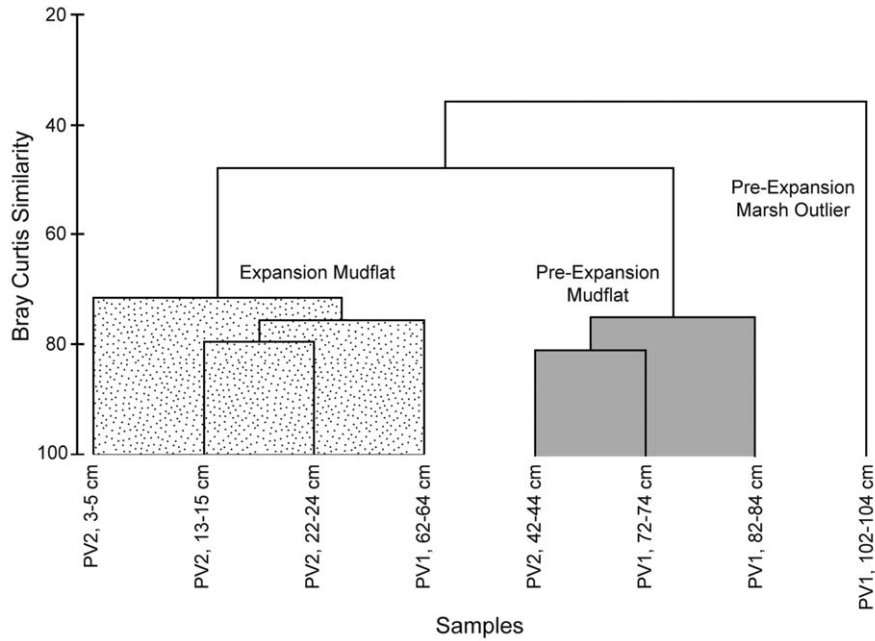 20
40
60
80
100
Bray Curtis Similarity
Expansion Mudflat
Pre-Expansion
Mudflat
Pre-Expansion
Marsh Outlier
PV2, 3-5 cm
PV2, 13-15 cm
PV2, 22-24 cm
PV1, 62-64 cm
PV2, 42-44 cm
PV1, 72-74 cm
PV1, 82-84 cm
PV1, 102-104 cm
Samples